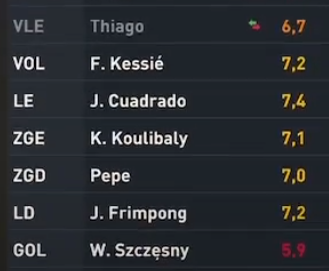 VLE Thiago 6,7
VOL F. Kessié 7,2
LE J. Cuadrado 7,4
ZGE K. Koulibaly 7,1
ZGD Pepe 7,0
LD J. Frimpong 7,2
GOL W. Szczęsny 5,9